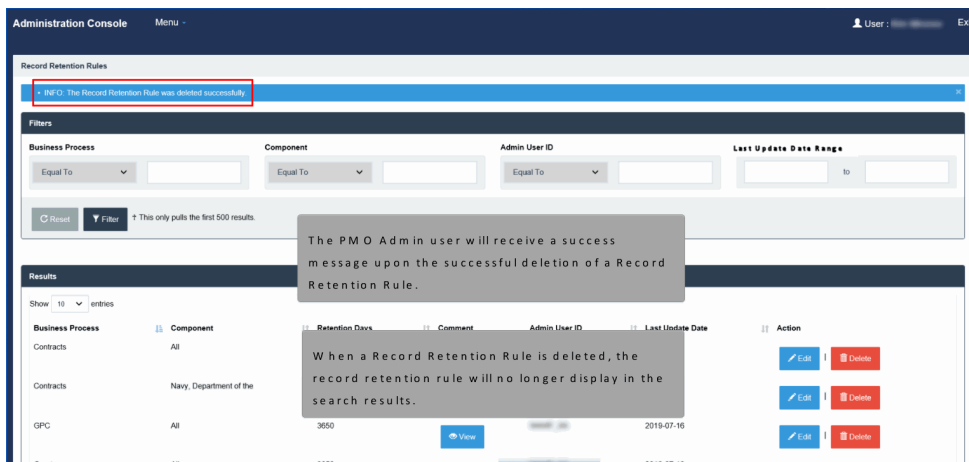 Administration Console Menu User : Ex
Record Retention Rules
• INFO: The Record Retention Rule was deleted successfully. ×
Filters
Business Process Component Admin User ID Last Update Date Range
Equal To Equal To Equal To to
Reset Filter † This only pulls the first 500 results.
The PMO Admin user will receive a success
message upon the successful deletion of a Record
Retention Rule.
Results
Show 10 entries
Business Process Component Retention Days Comment Admin User ID Last Update Date Action
Contracts All Edit | Delete
When a Record Retention Rule is deleted, the
record retention rule will no longer display in the
search results.
Contracts Navy, Department of the Edit | Delete
GPC All 3650 View 2019-07-16 Edit | Delete